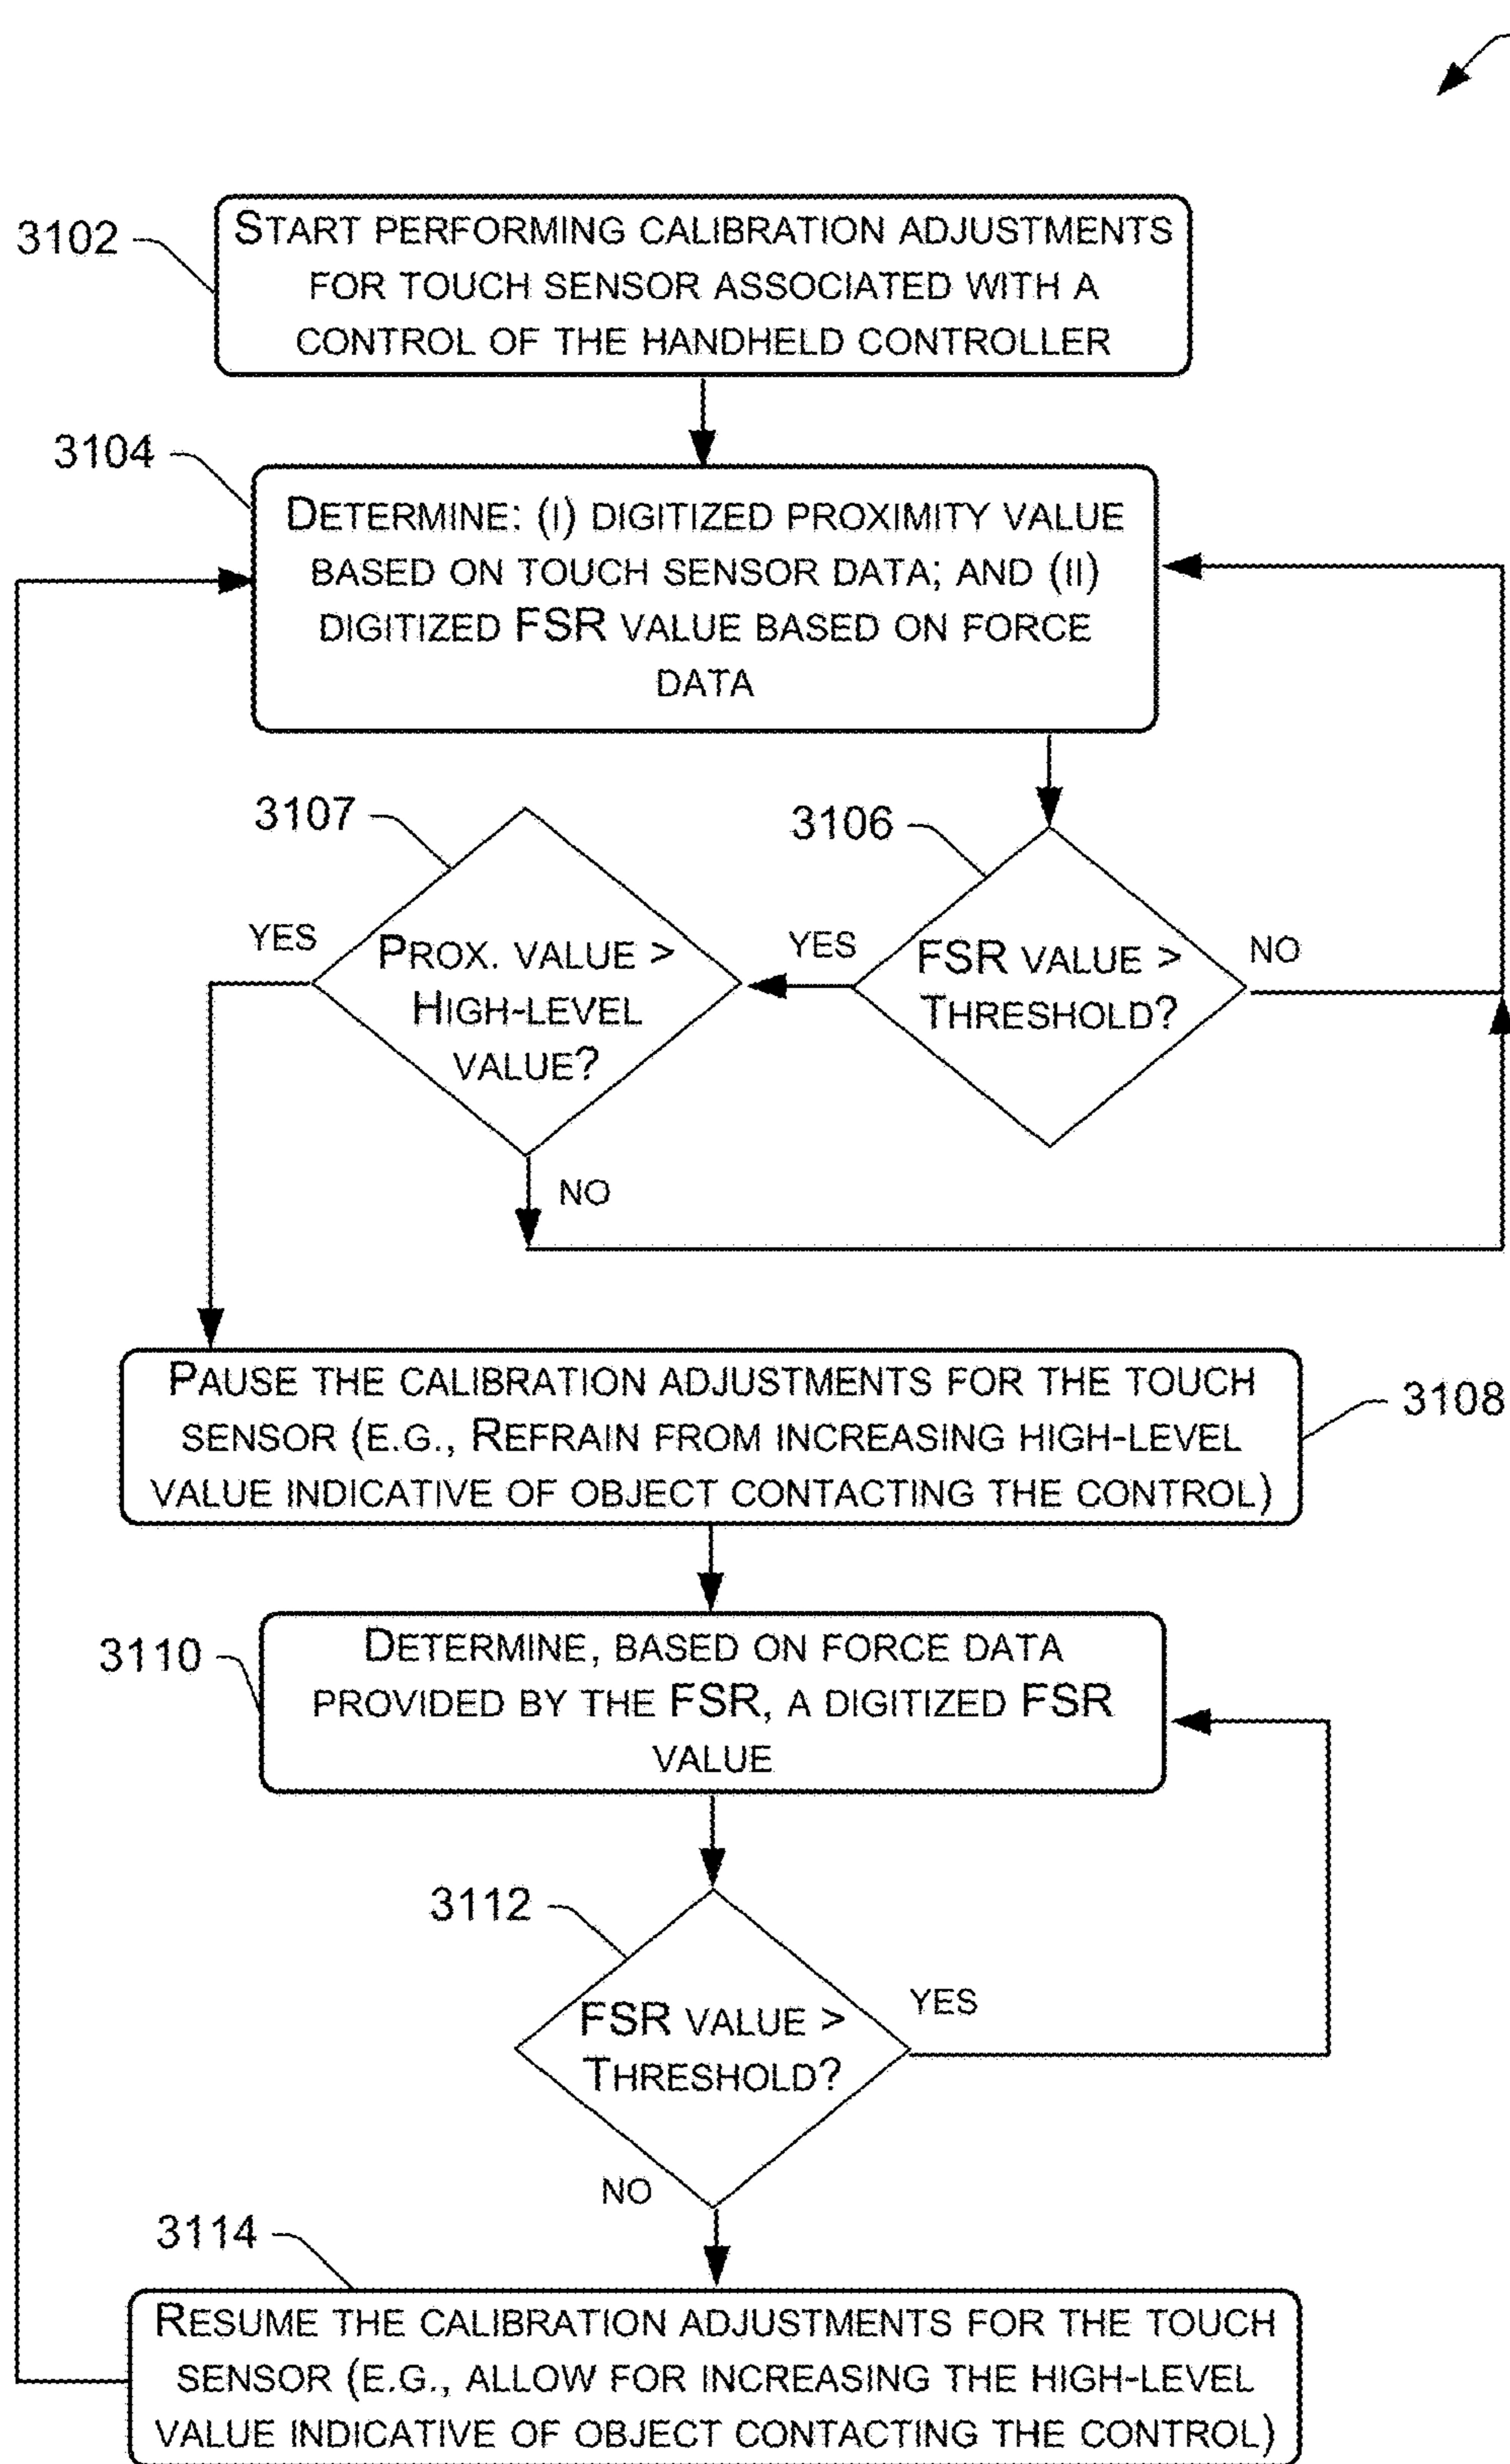 3102
START PERFORMING CALIBRATION ADJUSTMENTS
FOR TOUCH SENSOR ASSOCIATED WITH A
CONTROL OF THE HANDHELD CONTROLLER
3104
DETERMINE: (I) DIGITIZED PROXIMITY VALUE
BASED ON TOUCH SENSOR DATA; AND (II)
DIGITIZED FSR VALUE BASED ON FORCE
DATA
3107
YES
PROX. VALUE >
HIGH-LEVEL
VALUE?
NO
3106
YES
FSR VALUE >
THRESHOLD?
NO
PAUSE THE CALIBRATION ADJUSTMENTS FOR THE TOUCH
SENSOR (E.G., REFRAIN FROM INCREASING HIGH-LEVEL
VALUE INDICATIVE OF OBJECT CONTACTING THE CONTROL)
3108
3110
DETERMINE, BASED ON FORCE DATA
PROVIDED BY THE FSR, A DIGITIZED FSR
VALUE
3112
FSR VALUE >
THRESHOLD?
YES
NO
3114
RESUME THE CALIBRATION ADJUSTMENTS FOR THE TOUCH
SENSOR (E.G., ALLOW FOR INCREASING THE HIGH-LEVEL
VALUE INDICATIVE OF OBJECT CONTACTING THE CONTROL)